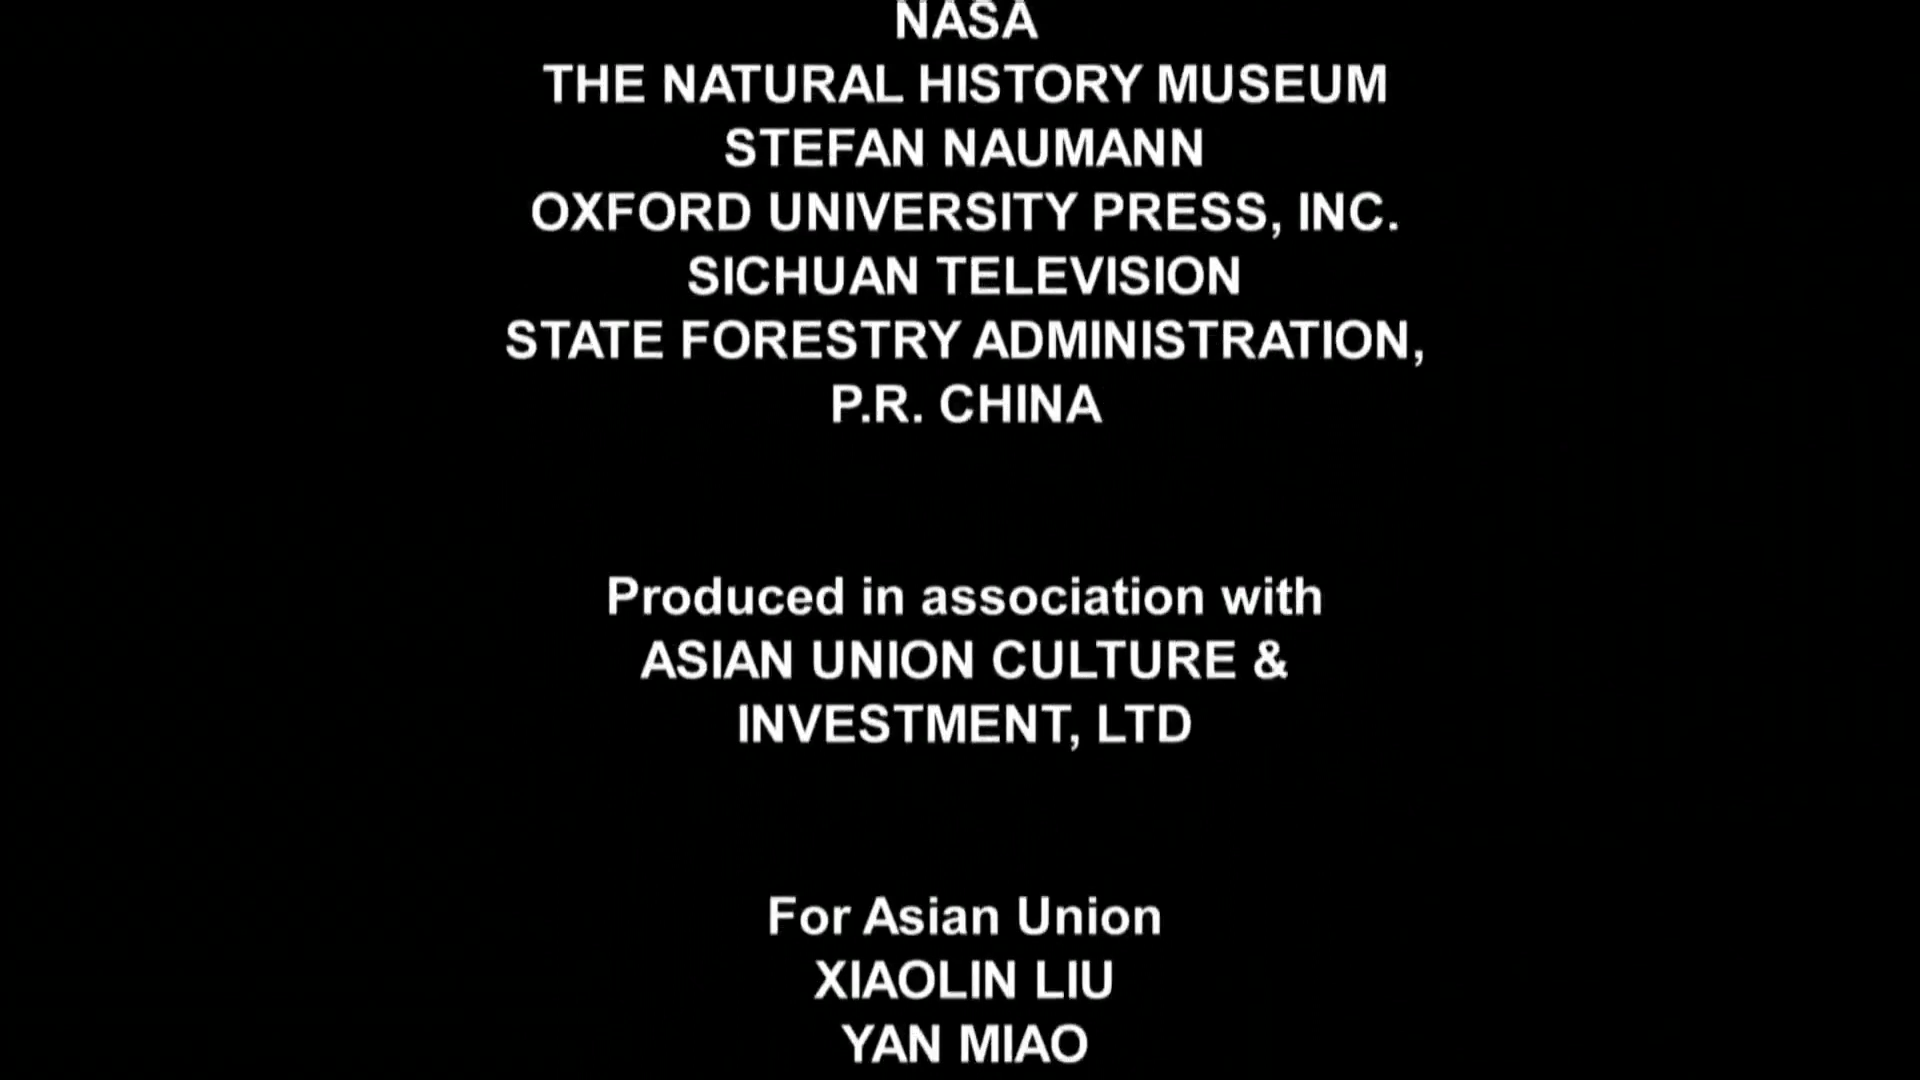 NASA
THE NATURAL HISTORY MUSEUM
STEFAN NAUMANN
OXFORD UNIVERSITY PRESS, INC.
SICHUAN TELEVISION
STATE FORESTRY ADMINISTRATION,
P.R. CHINA
Produced in association with
ASIAN UNION CULTURE &
INVESTMENT, LTD
For Asian Union
XIAOLIN LIU
YAN MIAO